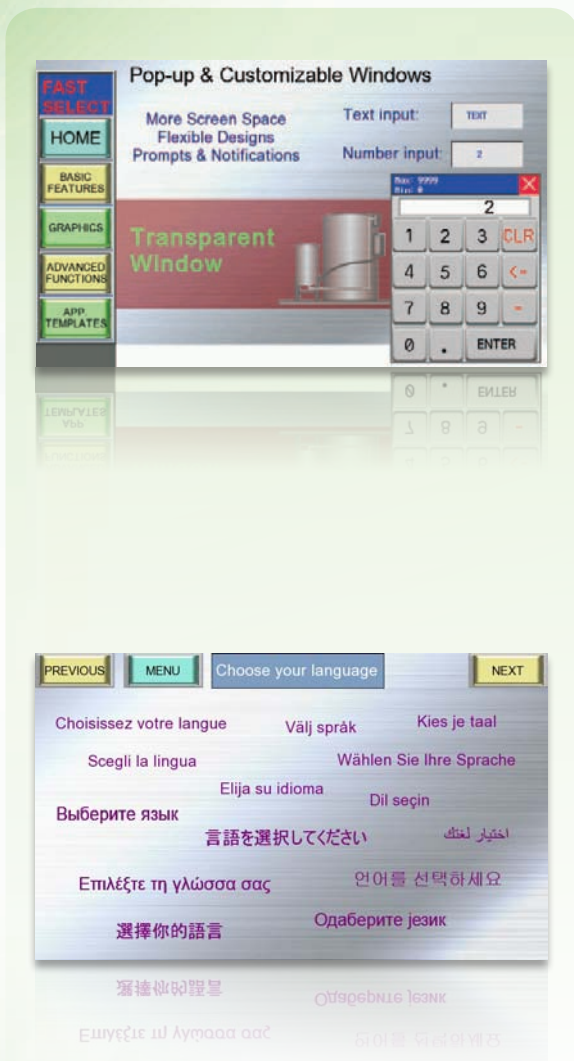 Pop-up & Customizable Windows
FAST
SELECT
HOME
BASIC
FEATURES
GRAPHICS
ADVANCED
FUNCTIONS
APP.
TEMPLATES
More Screen Space
Flexible Designs
Prompts & Notifications
Text input:
TEXT
Number input:
2
Transparent
Window
Max: 9999
Min: 0
X
2
1 2 3 CLR
4 5 6 <-
7 8 9 -
0 . ENTER
PREVIOUS
MENU
Choose your language
NEXT
Choisissez votre langue
Välj språk
Kies je taal
Scegli la lingua
Wählen Sie Ihre Sprache
Elija su idioma
Dil seçin
Выберите язык
言語を選択してください
اختيار لغتك
Επιλέξτε τη γλώσσα σας
언어를 선택하세요
選擇你的語言
Одаберите језик